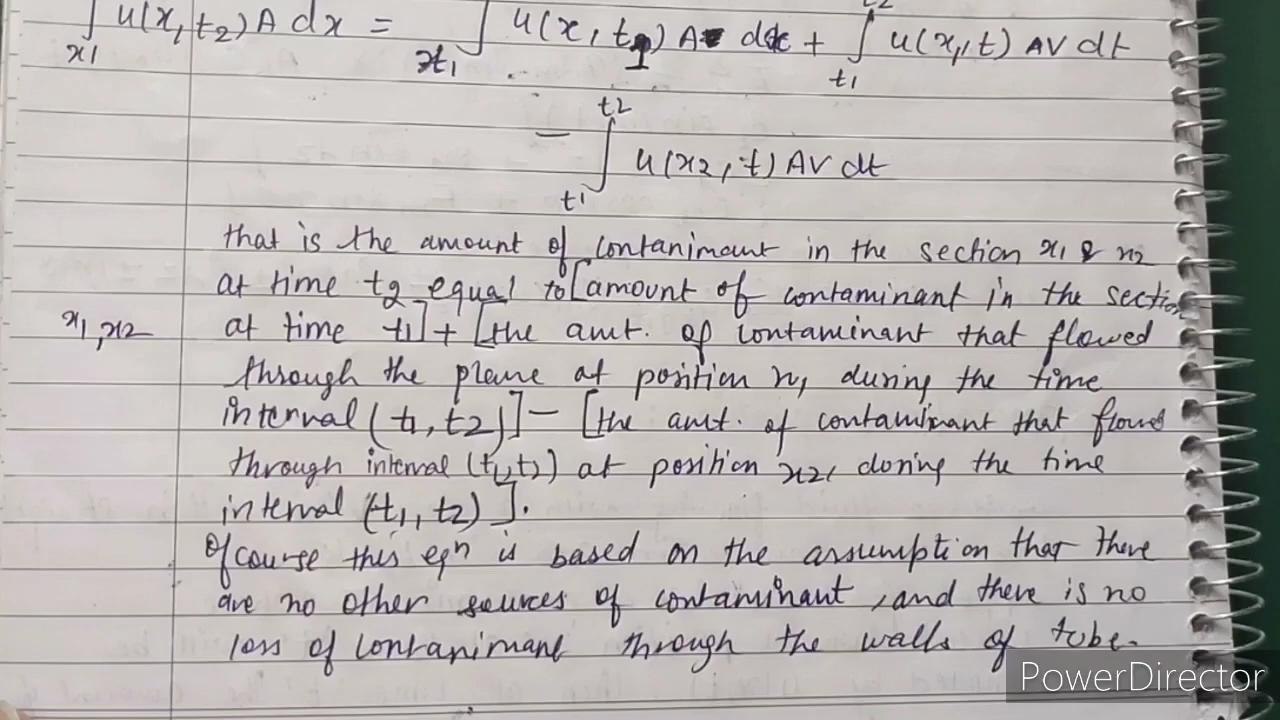 ∫ u(x, t2) A dx = ∫ u(x, t1) A dx + ∫ u(x1, t) AV dt
x1 x1 t1
t2
− ∫ u(x2, t) AV dt
t1
that is the amount of contanimant in the section x1 & x2
at time t2 equal to [amount of contaminant in the section
x1, x2 at time t1] + [the amt. of contaminant that flowed
through the plane at position x1 during the time
interval (t1, t2)] − [the amt. of contaminant that flowed
through interval (t1, t2) at position x2, during the time
interval (t1, t2)].
Of course this eqn is based on the assumption that there
are no other sources of contaminant, and there is no
loss of contanimant through the walls of tube.
PowerDirector